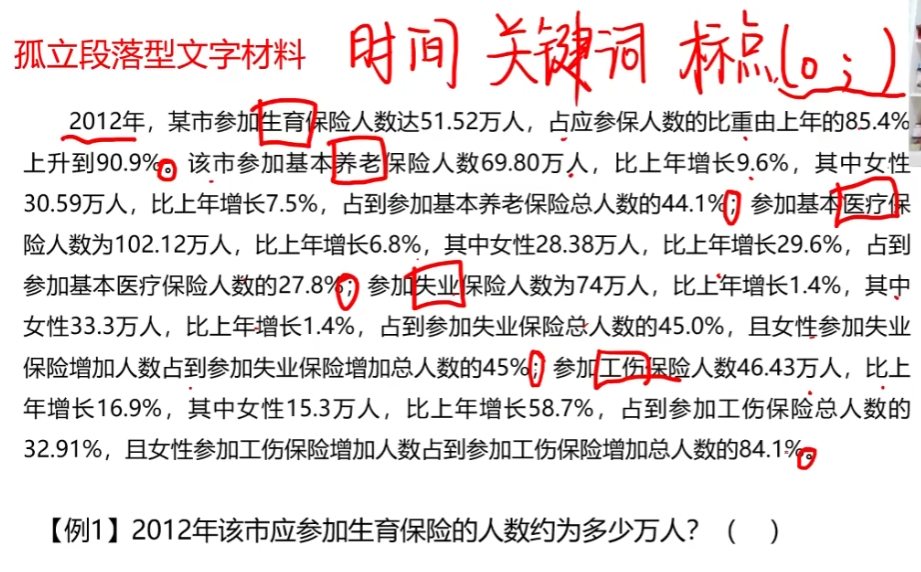 孤立段落型文字材料 时间 关键词 标点(。;)
2012年，某市参加生育保险人数达51.52万人，占应参保人数的比重由上年的85.4%
上升到90.9%。该市参加基本养老保险人数69.80万人，比上年增长9.6%，其中女性
30.59万人，比上年增长7.5%，占到参加基本养老保险总人数的44.1%；参加基本医疗保
险人数为102.12万人，比上年增长6.8%，其中女性28.38万人，比上年增长29.6%，占到
参加基本医疗保险人数的27.8%；参加失业保险人数为74万人，比上年增长1.4%，其中
女性33.3万人，比上年增长1.4%，占到参加失业保险总人数的45.0%，且女性参加失业
保险增加人数占到参加失业保险增加总人数的45%；参加工伤保险人数46.43万人，比上
年增长16.9%，其中女性15.3万人，比上年增长58.7%，占到参加工伤保险总人数的
32.91%，且女性参加工伤保险增加人数占到参加工伤保险增加总人数的84.1%。
【例1】2012年该市应参加生育保险的人数约为多少万人？（ ）